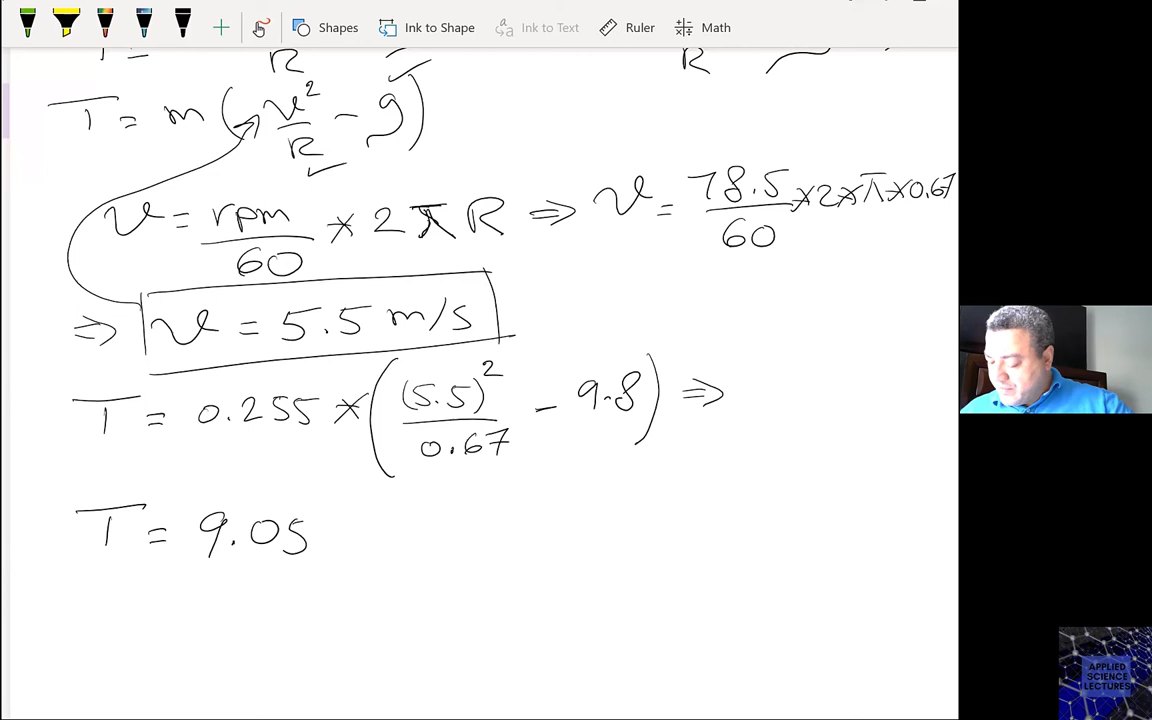 Shapes Ink to Shape Ink to Text Ruler Math
T = R R
T = m ( v²/R - g )
v = rpm/60 * 2πR ⇒ v = 78.5/60 * 2 * π * 0.67
⇒ v = 5.5 m/s
T = 0.255 * ( (5.5)²/0.67 - 9.8 ) ⇒
T = 9.05
APPLIED
SCIENCE
LECTURES